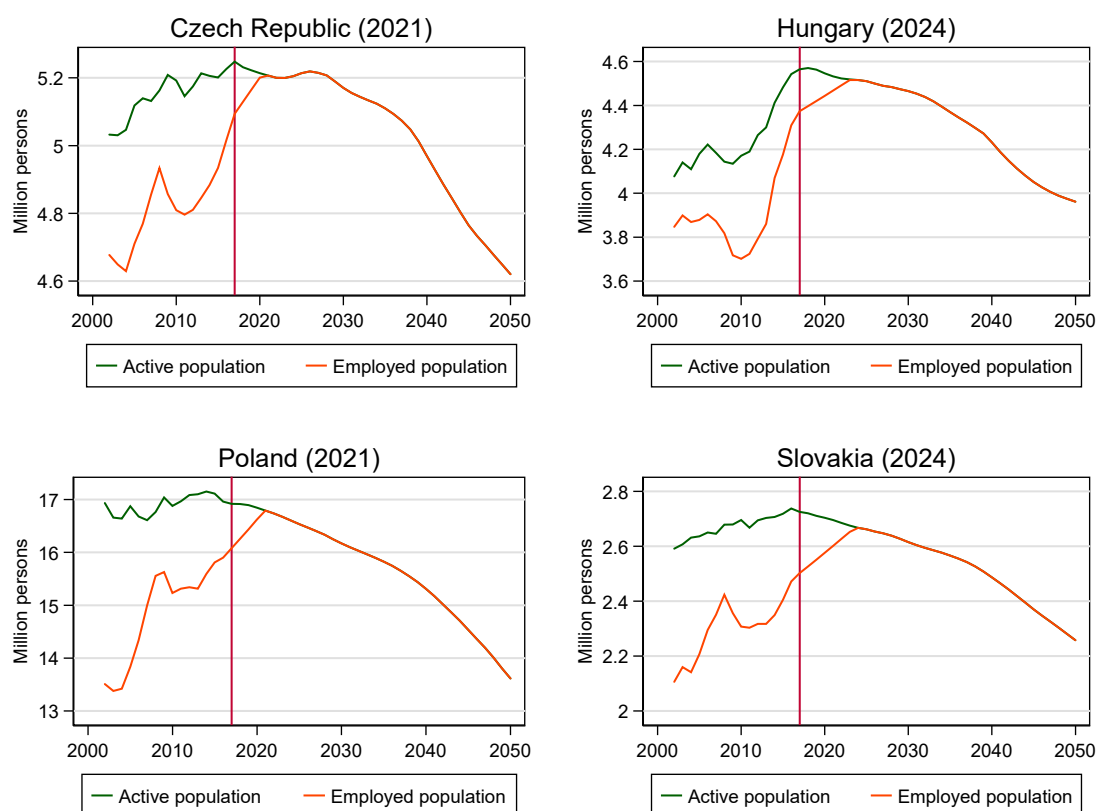 Czech Republic (2021)
Million persons
5.2
5
4.8
4.6
2000 2010 2020 2030 2040 2050
Active population Employed population
Hungary (2024)
Million persons
4.6
4.4
4.2
4
3.8
3.6
2000 2010 2020 2030 2040 2050
Active population Employed population
Poland (2021)
Million persons
17
16
15
14
13
2000 2010 2020 2030 2040 2050
Active population Employed population
Slovakia (2024)
Million persons
2.8
2.6
2.4
2.2
2
2000 2010 2020 2030 2040 2050
Active population Employed population